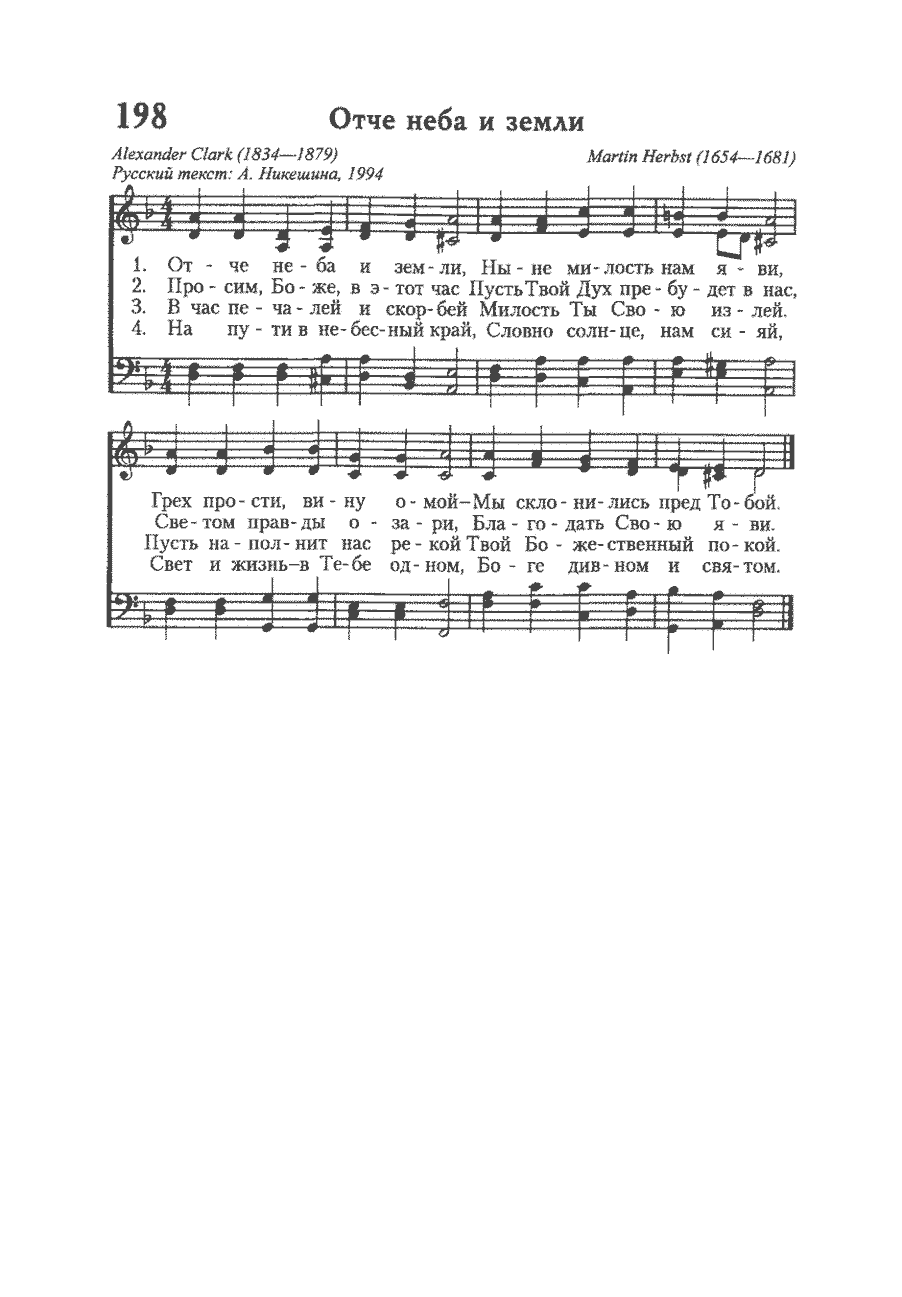 198 Отче неба и земли
Alexander Clark (1834—1879) Martin Herbst (1654—1681)
Русский текст: А. Никешина, 1994
1. От - че не - ба и зем - ли, Ны - не ми - лость нам я - ви,
2. Про - сим, Бо - же, в э - тот час Пусть Твой Дух пре - бу - дет в нас,
3. В час пе - ча - лей и скор - бей Милость Ты Сво - ю из - лей.
4. На пу - ти в не - бес - ный край, Словно солн - це, нам си - яй,
Грех про - сти, ви - ну о - мой–Мы скло - ни - лись пред То - бой.
Све - том прав - ды о - за - ри, Бла - го - дать Сво - ю я - ви.
Пусть на - пол - нит нас ре - кой Твой Бо - же - ственный по - кой.
Свет и жизнь–в Те - бе од - ном, Бо - ге див - ном и свя - том.